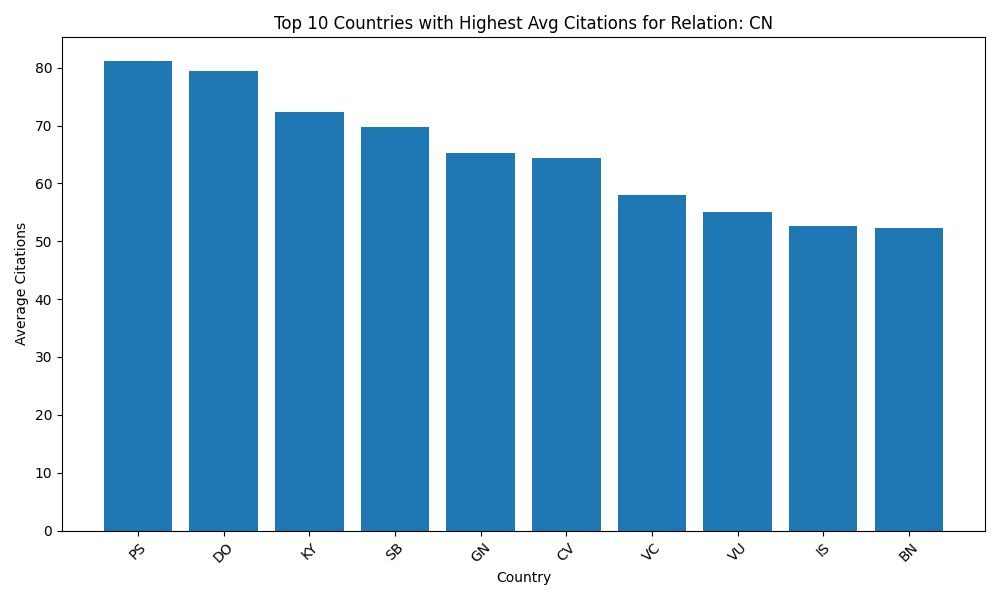 Top 10 Countries with Highest Avg Citations for Relation: CN
Average Citations
80
70
60
50
40
30
20
10
0
PS DO KY SB GN CV VC VU IS BN
Country